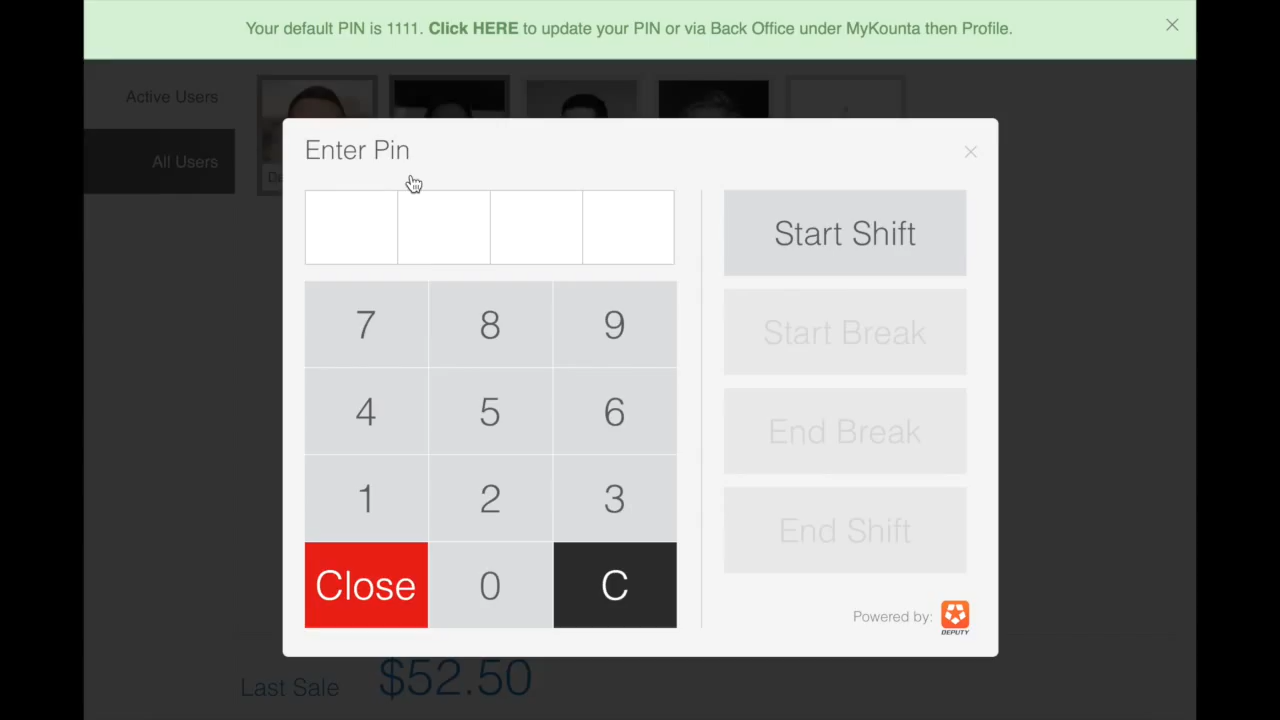 Your default PIN is 1111. Click HERE to update your PIN or via Back Office under MyKounta then Profile.
Active Users
All Users
De
Enter Pin
Start Shift
7 8 9
Start Break
4 5 6
End Break
1 2 3
End Shift
Close 0 C
Powered by:
DEPUTY
Last Sale $52.50